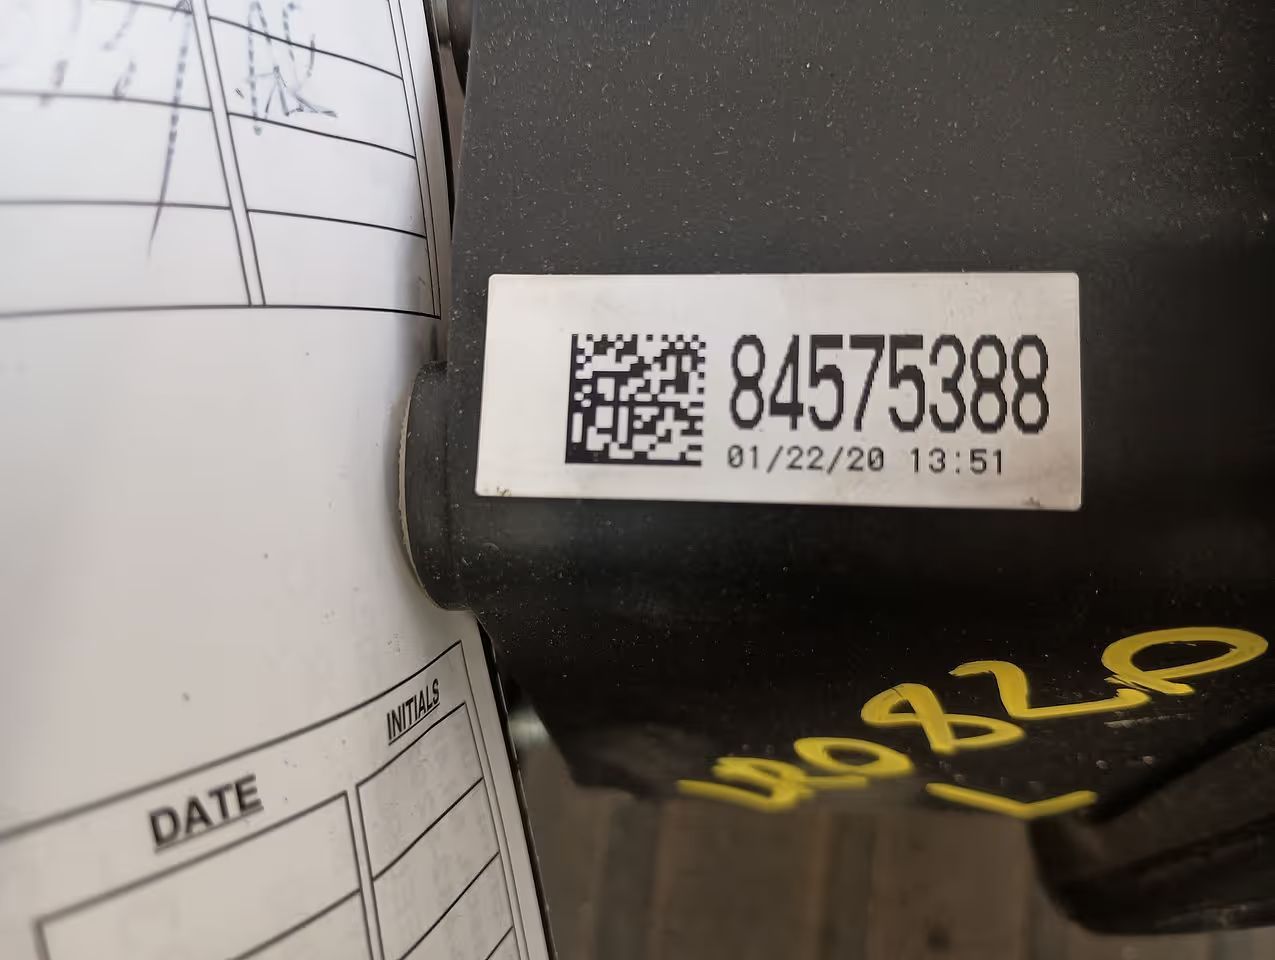 84575388
01/22/20 13:51
INITIALS
DATE
L